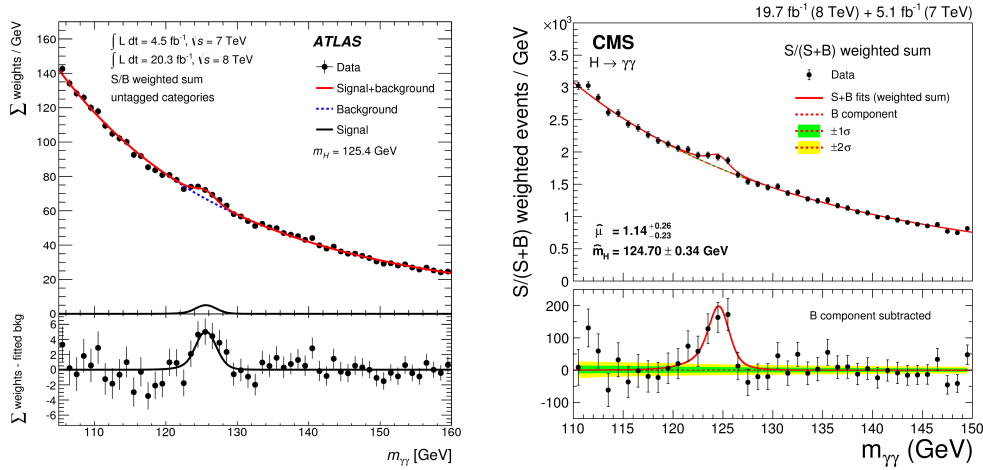 ∑ weights / GeV
160
140
120
100
80
60
40
20
0
∫ L dt = 4.5 fb⁻¹, √s = 7 TeV
∫ L dt = 20.3 fb⁻¹, √s = 8 TeV
S/B weighted sum
untagged categories
ATLAS
Data
Signal+background
Background
Signal
m_H = 125.4 GeV
∑ weights - fitted bkg
6
4
2
0
-2
-4
-6
110 120 130 140 150 160
m_γγ [GeV]
19.7 fb⁻¹ (8 TeV) + 5.1 fb⁻¹ (7 TeV)
×10³
S/(S+B) weighted events / GeV
4
3.5
3
2.5
2
1.5
1
0.5
0
CMS
H → γγ
S/(S+B) weighted sum
Data
S+B fits (weighted sum)
B component
±1σ
±2σ
μ̂ = 1.14 +0.26 −0.23
m̂_H = 124.70 ± 0.34 GeV
200
100
0
-100
B component subtracted
110 115 120 125 130 135 140 145 150
m_γγ (GeV)